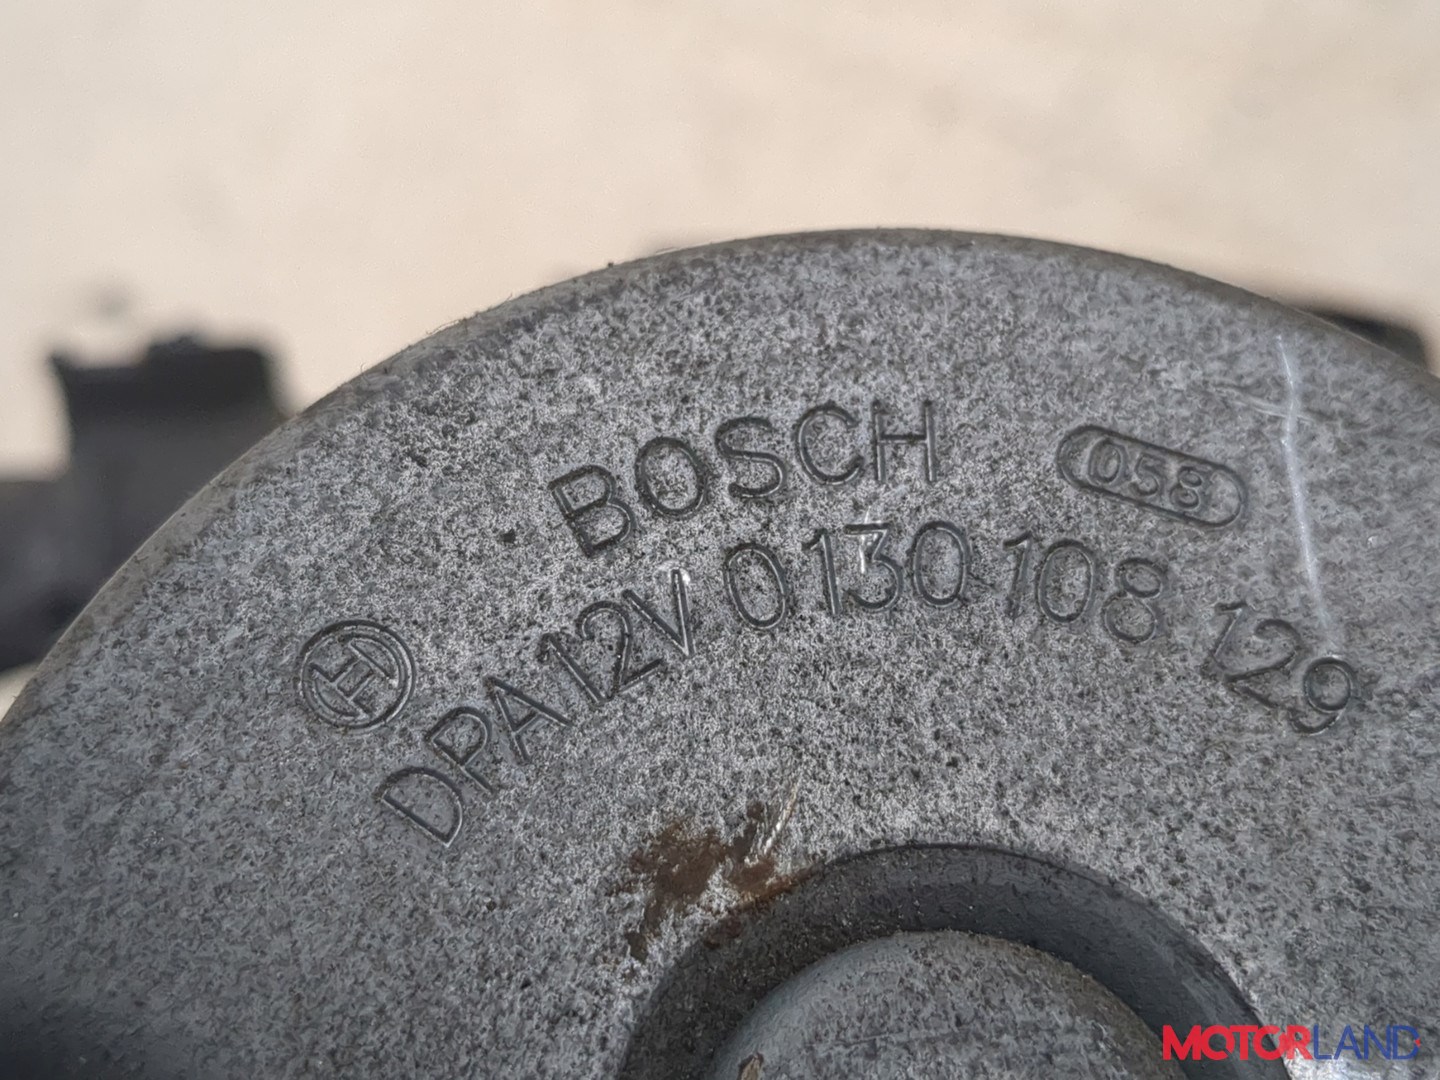 BOSCH
058
DPA12V 0 130 108 129
MOTORLAND